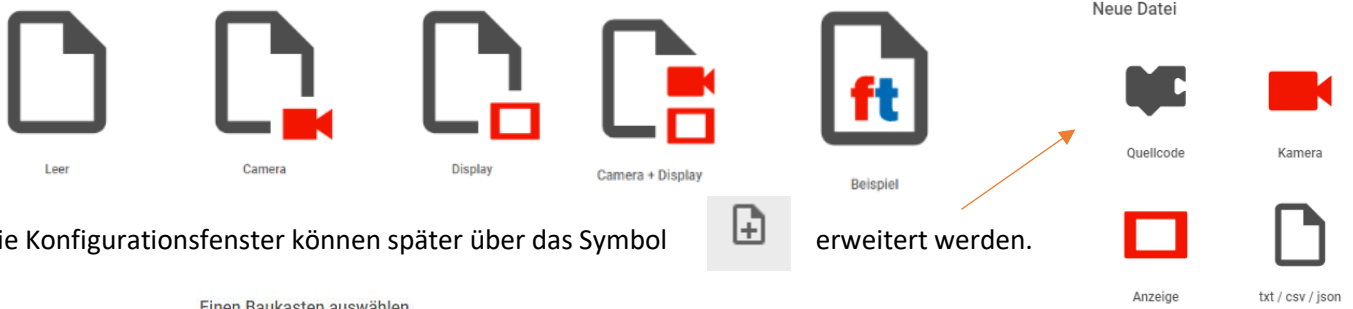 Neue Datei
ft
Leer
Camera
Display
Camera + Display
Beispiel
Quellcode
Kamera
ie Konfigurationsfenster können später über das Symbol
erweitert werden.
Anzeige
txt / csv / json
Einen Baukasten auswählen